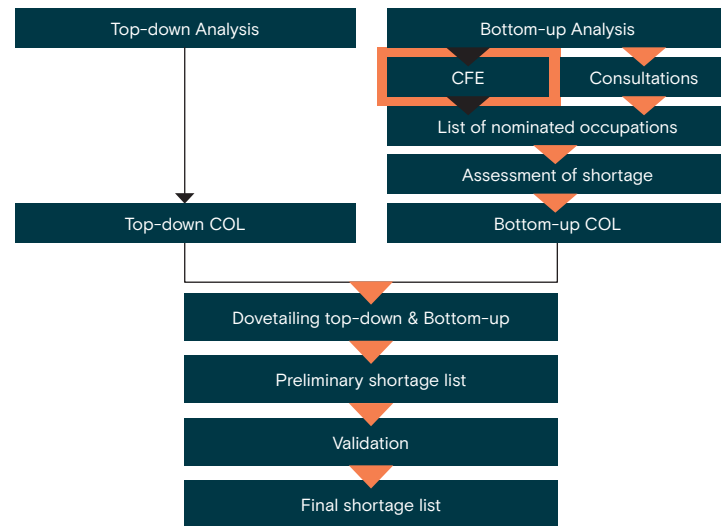 Top-down Analysis
Bottom-up Analysis
CFE
Consultations
List of nominated occupations
Assessment of shortage
Top-down COL
Bottom-up COL
Dovetailing top-down & Bottom-up
Preliminary shortage list
Validation
Final shortage list